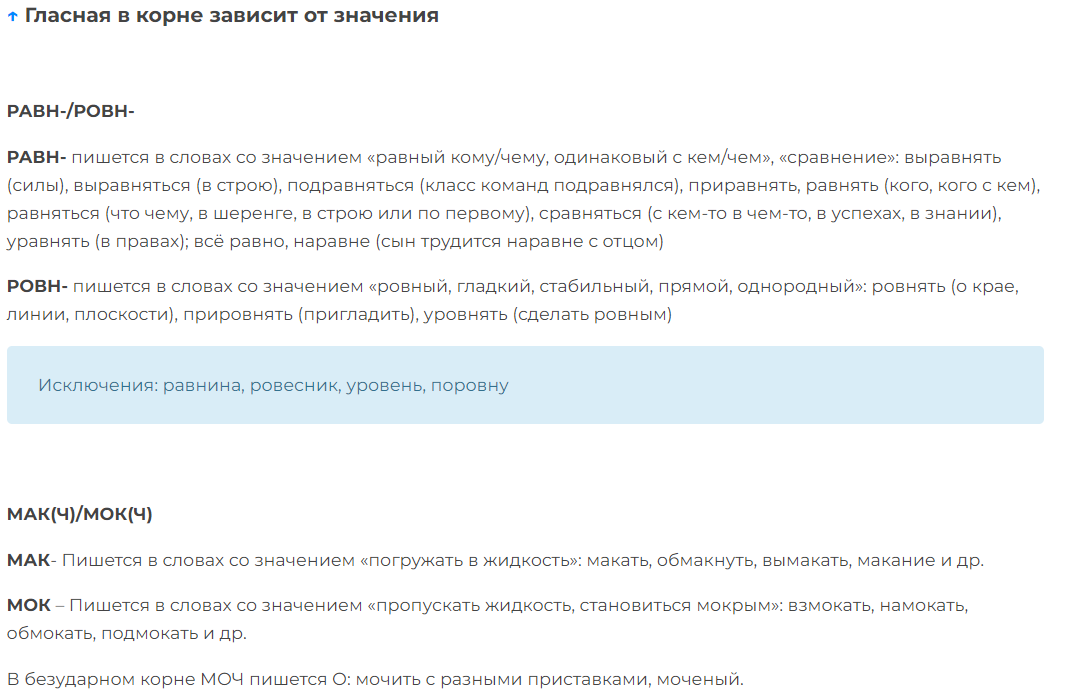 ↑ Гласная в корне зависит от значения
РАВН-/РОВН-
РАВН- пишется в словах со значением «равный кому/чему, одинаковый с кем/чем», «сравнение»: выравнять
(силы), выравняться (в строю), подравняться (класс команд подравнялся), приравнять, равнять (кого, кого с кем),
равняться (что чему, в шеренге, в строю или по первому), сравняться (с кем-то в чем-то, в успехах, в знании),
уравнять (в правах); всё равно, наравне (сын трудится наравне с отцом)
РОВН- пишется в словах со значением «ровный, гладкий, стабильный, прямой, однородный»: ровнять (о крае,
линии, плоскости), прировнять (пригладить), уровнять (сделать ровным)
Исключения: равнина, ровесник, уровень, поровну
МАК(Ч)/МОК(Ч)
МАК- Пишется в словах со значением «погружать в жидкость»: макать, обмакнуть, вымакать, макание и др.
МОК – Пишется в словах со значением «пропускать жидкость, становиться мокрым»: взмокать, намокать,
обмокать, подмокать и др.
В безударном корне МОЧ пишется О: мочить с разными приставками, моченый.